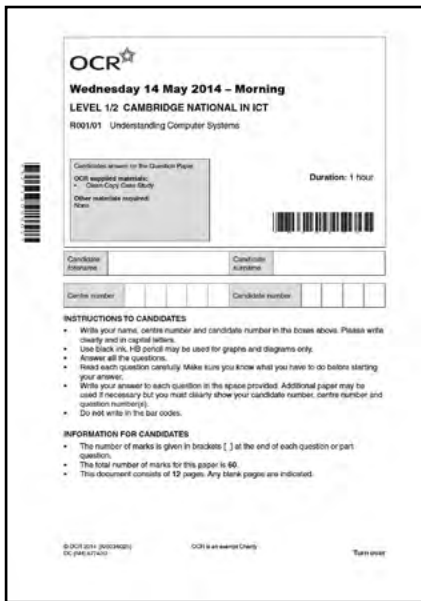 OCR
Wednesday 14 May 2014 – Morning
LEVEL 1/2 CAMBRIDGE NATIONAL IN ICT
R001/01 Understanding Computer Systems
Candidates answer on the Question Paper.
OCR supplied materials:
• Clean Copy Case Study
Other materials required:
None
Duration: 1 hour
Candidate forename
Candidate surname
Centre number
Candidate number
INSTRUCTIONS TO CANDIDATES
• Write your name, centre number and candidate number in the boxes above. Please write
clearly and in capital letters.
• Use black ink. HB pencil may be used for graphs and diagrams only.
• Answer all the questions.
• Read each question carefully. Make sure you know what you have to do before starting
your answer.
• Write your answer to each question in the space provided. Additional paper may be
used if necessary but you must clearly show your candidate number, centre number and
question number(s).
• Do not write in the bar codes.
INFORMATION FOR CANDIDATES
• The number of marks is given in brackets [ ] at the end of each question or part
question.
• The total number of marks for this paper is 60.
• This document consists of 12 pages. Any blank pages are indicated.
© OCR 2014
OCR is an exempt Charity
Turn over